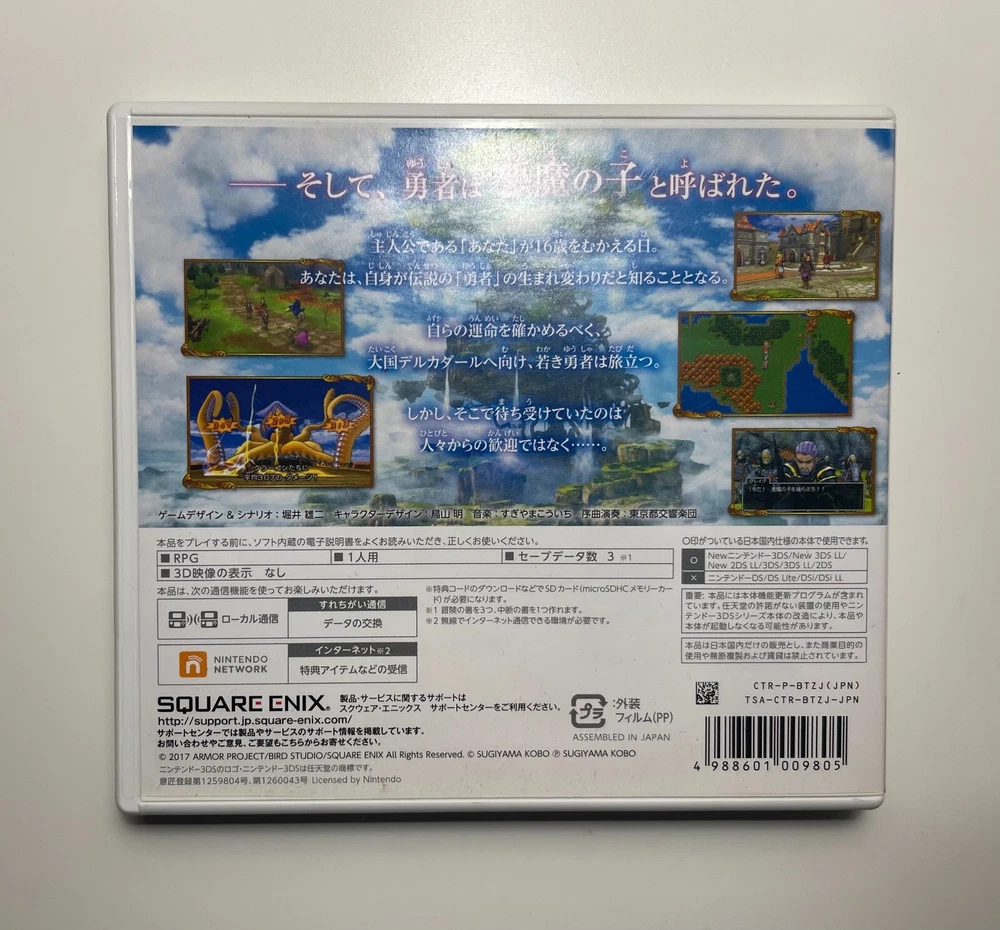 そして、勇者は 魔の子と呼ばれた。
主人公である「あなた」が16歳をむかえる日。
あなたは、自身が伝説の「勇者」の生まれ変わりだと知ることとなる。
自らの運命を確かめるべく、
大国デルカダールへ向け、若き勇者は旅立つ。
しかし、そこで待ち受けていたのは
人々からの歓迎ではなく……。
ゲームデザイン & シナリオ:堀井 雄二 キャラクターデザイン:鳥山 明 音楽:すぎやまこういち 序曲演奏:東京都交響楽団
本品をプレイする前に、ソフト内蔵の電子説明書をよくお読みいただき、正しくお使いください。
■RPG
■1人用
■セーブデータ数 3 ※1
■3D映像の表示 なし
本品は、次の通信機能を使ってお楽しみいただけます。
ローカル通信
すれちがい通信
データの交換
NINTENDO NETWORK
インターネット※2
特典アイテムなどの受信
※特典コードのダウンロードなどでSDカード(microSDHCメモリーカード)が必要になります。
※1 冒険の書を3つ、中断の書を1つ作れます。
※2 無線でインターネット通信できる環境が必要です。
○印がついている日本国内仕様の本体で使用できます。
○ Newニンテンドー3DS/New 3DS LL/
New 2DS LL/3DS/3DS LL/2DS
× ニンテンドーDS/DS Lite/DSi/DSi LL
重要:本品には本体機能更新プログラムが含まれ
ています。任天堂の許諾がない装置の使用やニン
テンドー3DSシリーズ本体の改造により、本品や
本体が起動しなくなる可能性があります。
本品は日本国内だけの販売とし、また商業目的の
使用や無断複製および賃貸は禁止されています。
SQUARE ENIX.
製品・サービスに関するサポートは
スクウェア・エニックス サポートセンターをご利用ください。
http://support.jp.square-enix.com/
サポートセンターでは製品やサービスのサポート情報を掲載しています。
お問い合わせやご意見、ご要望もこちらからお寄せください。
© 2017 ARMOR PROJECT/BIRD STUDIO/SQUARE ENIX All Rights Reserved. © SUGIYAMA KOBO ℗ SUGIYAMA KOBO
ニンテンドー3DSのロゴ・ニンテンドー3DSは任天堂の商標です。
意匠登録第1259804号、第1260043号 Licensed by Nintendo
プラ
:外装
フィルム(PP)
ASSEMBLED IN JAPAN
CTR-P-BTZJ(JPN)
TSA-CTR-BTZJ-JPN
4 988601 009805